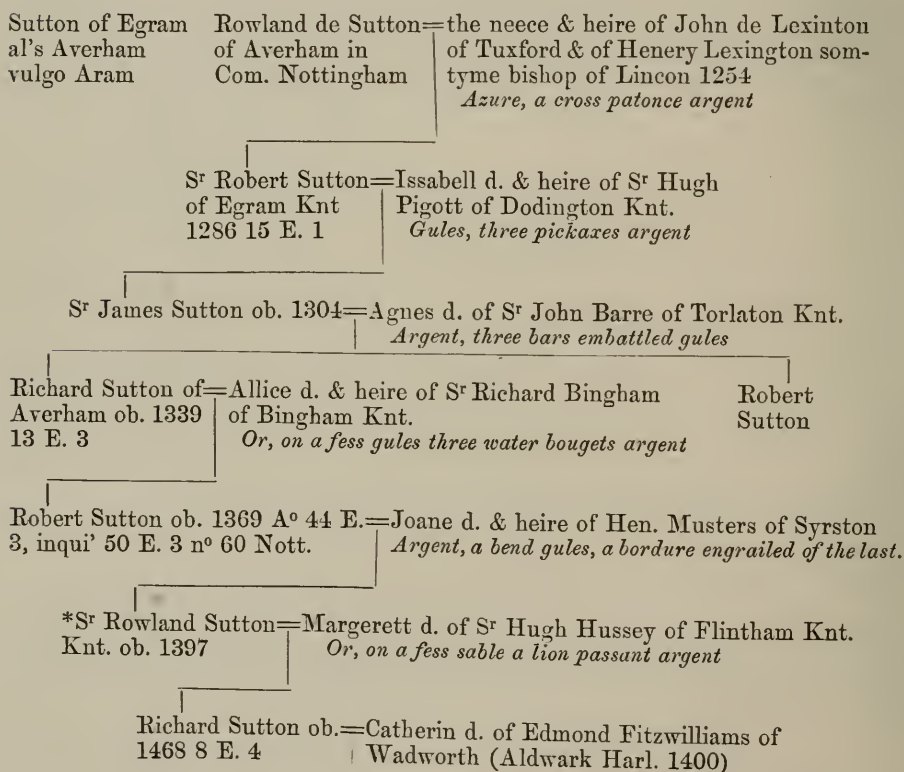 Sutton of Egram
al's Averham
vulgo Aram
Rowland de Sutton=the neece & heire of John de Lexinton
of Averham in
Com. Nottingham
of Tuxford & of Henery Lexington som-
tyme bishop of Lincon 1254
Azure, a cross patonce argent
Sr Robert Sutton=Issabell d. & heire of Sr Hugh
of Egram Knt
1286 15 E. 1
Pigott of Dodington Knt.
Gules, three pickaxes argent
Sr James Sutton ob. 1304=Agnes d. of Sr John Barre of Torlaton Knt.
Argent, three bars embattled gules
Richard Sutton of=Allice d. & heire of Sr Richard Bingham
Averham ob. 1339
13 E. 3
of Bingham Knt.
Or, on a fess gules three water bougets argent
Robert
Sutton
Robert Sutton ob. 1369 Ao 44 E.=Joane d. & heire of Hen. Musters of Syrston
3, inqui' 50 E. 3 no 60 Nott.
Argent, a bend gules, a bordure engrailed of the last.
*Sr Rowland Sutton=Margerett d. of Sr Hugh Hussey of Flintham Knt.
Knt. ob. 1397
Or, on a fess sable a lion passant argent
Richard Sutton ob.=Catherin d. of Edmond Fitzwilliams of
1468 8 E. 4
Wadworth (Aldwark Harl. 1400)